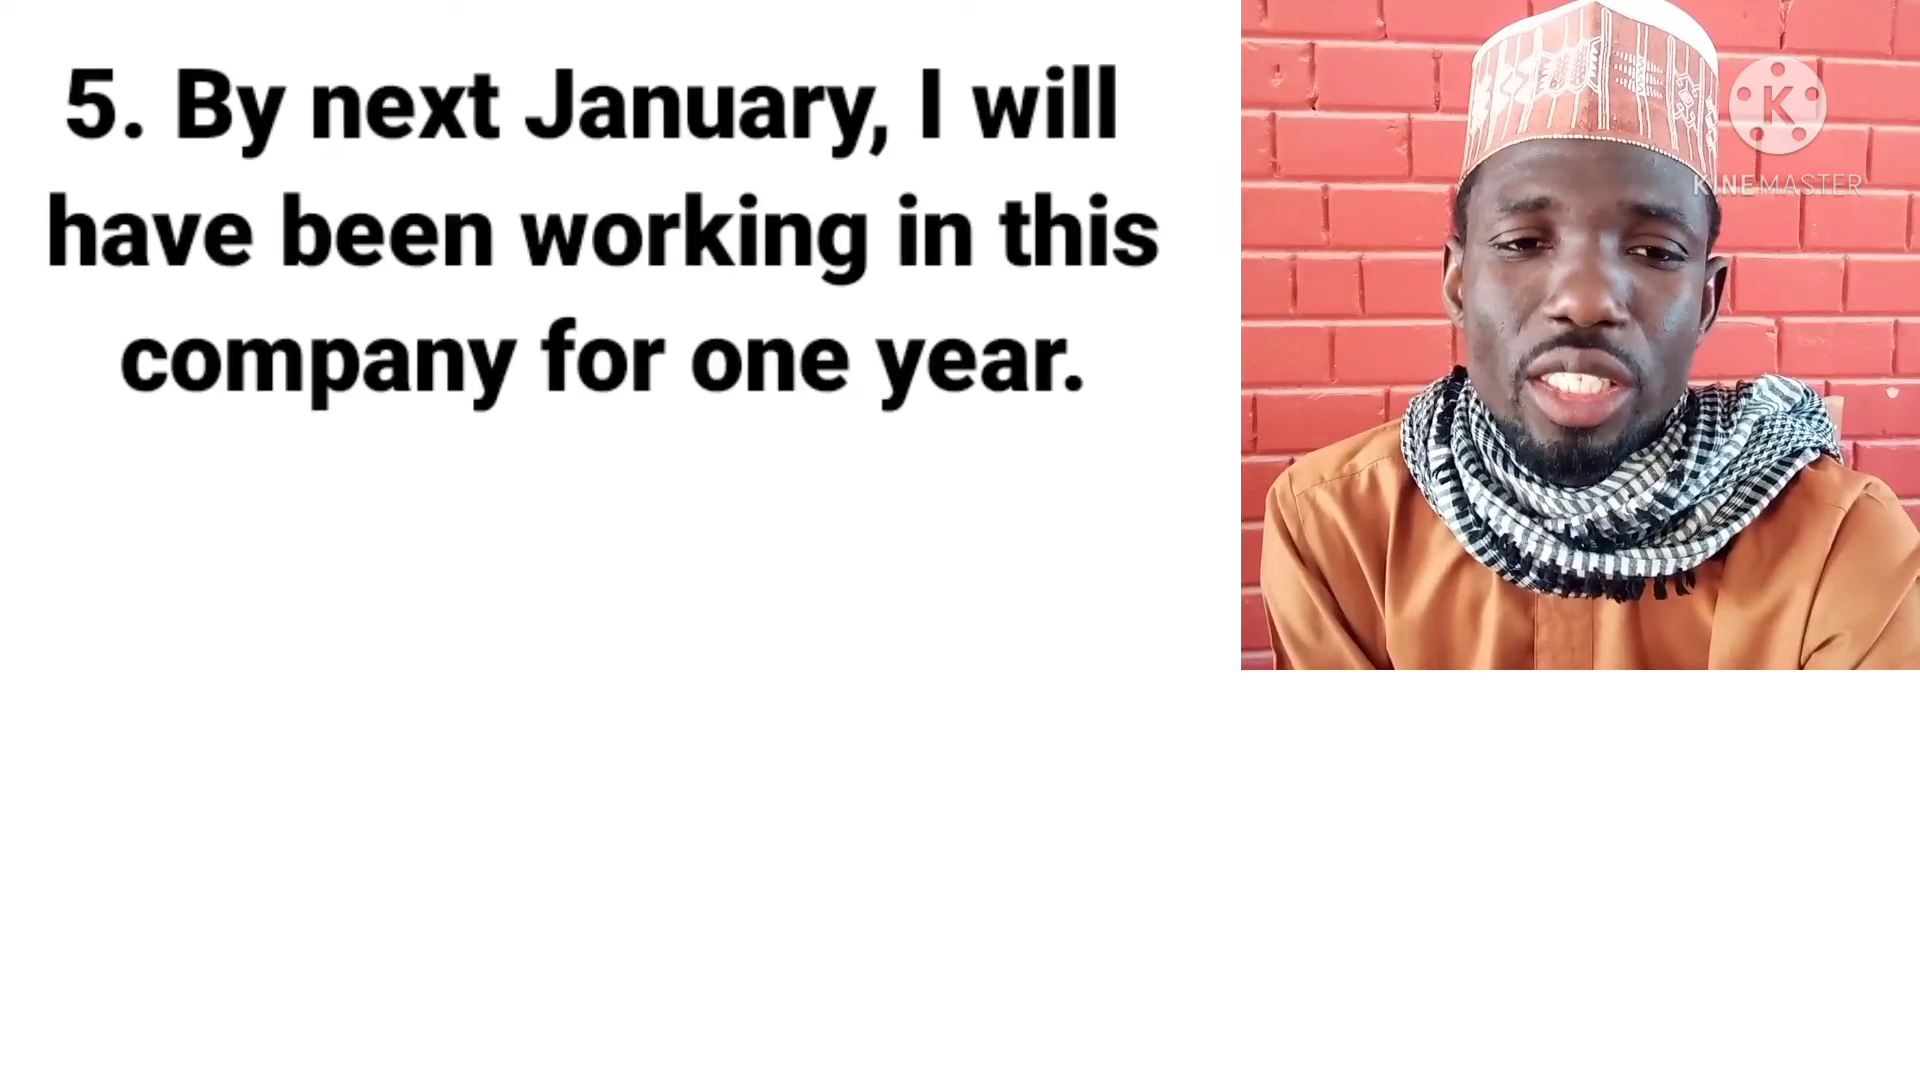 5. By next January, I will
have been working in this
company for one year.
K
KINEMASTER